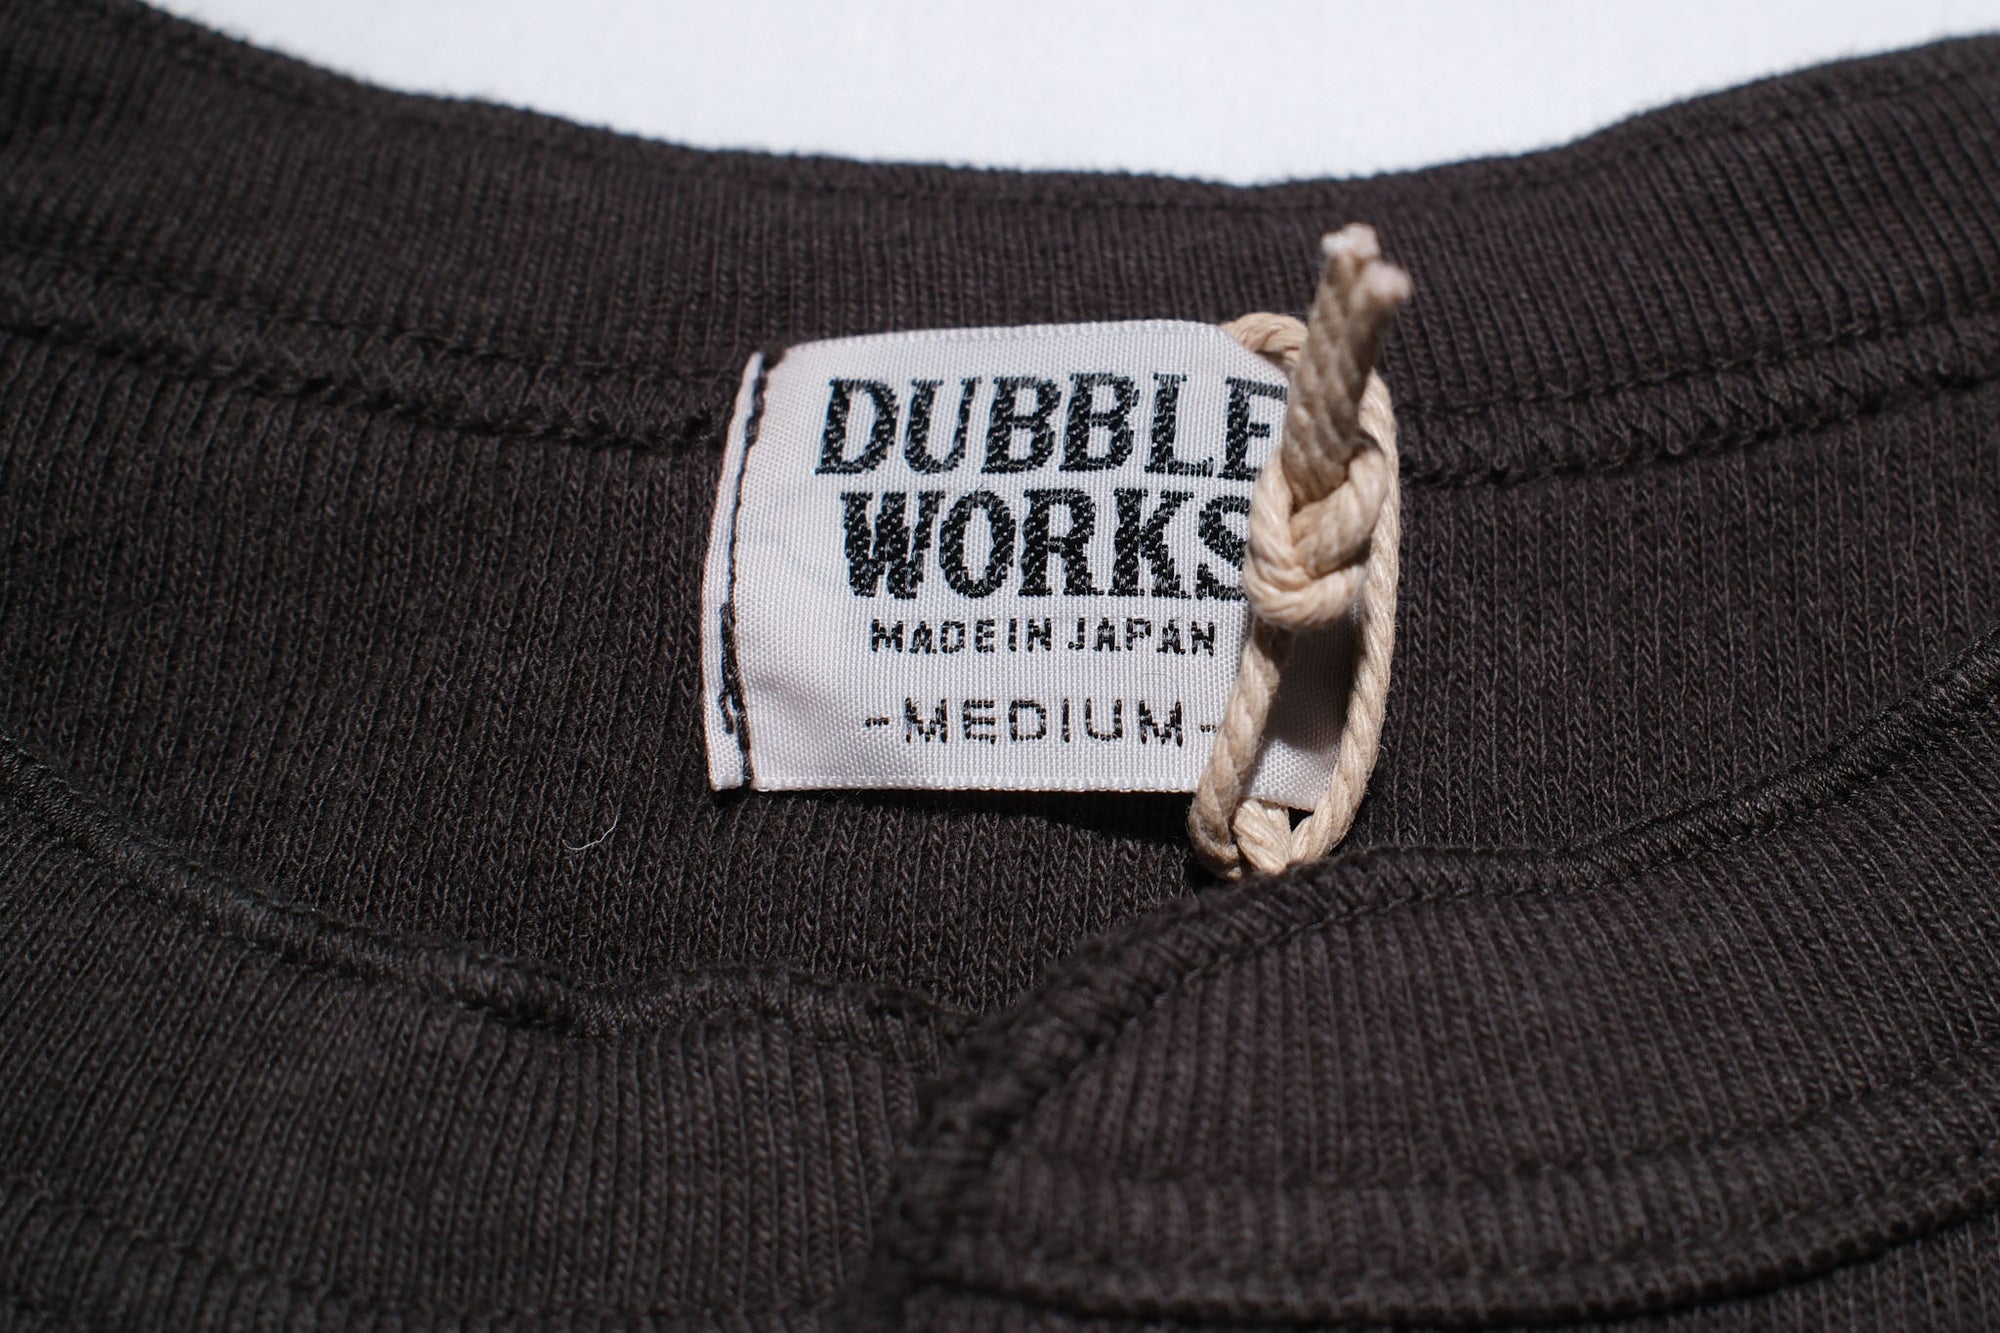 DUBBLE
WORKS
MADE IN JAPAN
-MEDIUM-